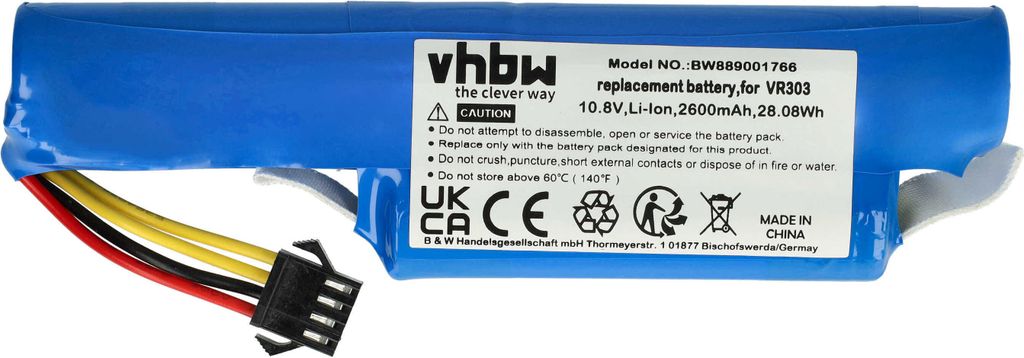 vhbw
the clever way
CAUTION
Model NO.:BW889001766
replacement battery,for VR303
10.8V,Li-Ion,2600mAh,28.08Wh
• Do not attempt to disassemble, open or service the battery pack.
• Replace only with the battery pack designated for this product.
• Do not crush,puncture,short external contacts or dispose of in fire or water.
• Do not store above 60℃ ( 140℉ )
UK
CA
CE
MADE IN
CHINA
B & W Handelsgesellschaft mbH Thormeyerstr. 1 01877 Bischofswerda/Germay